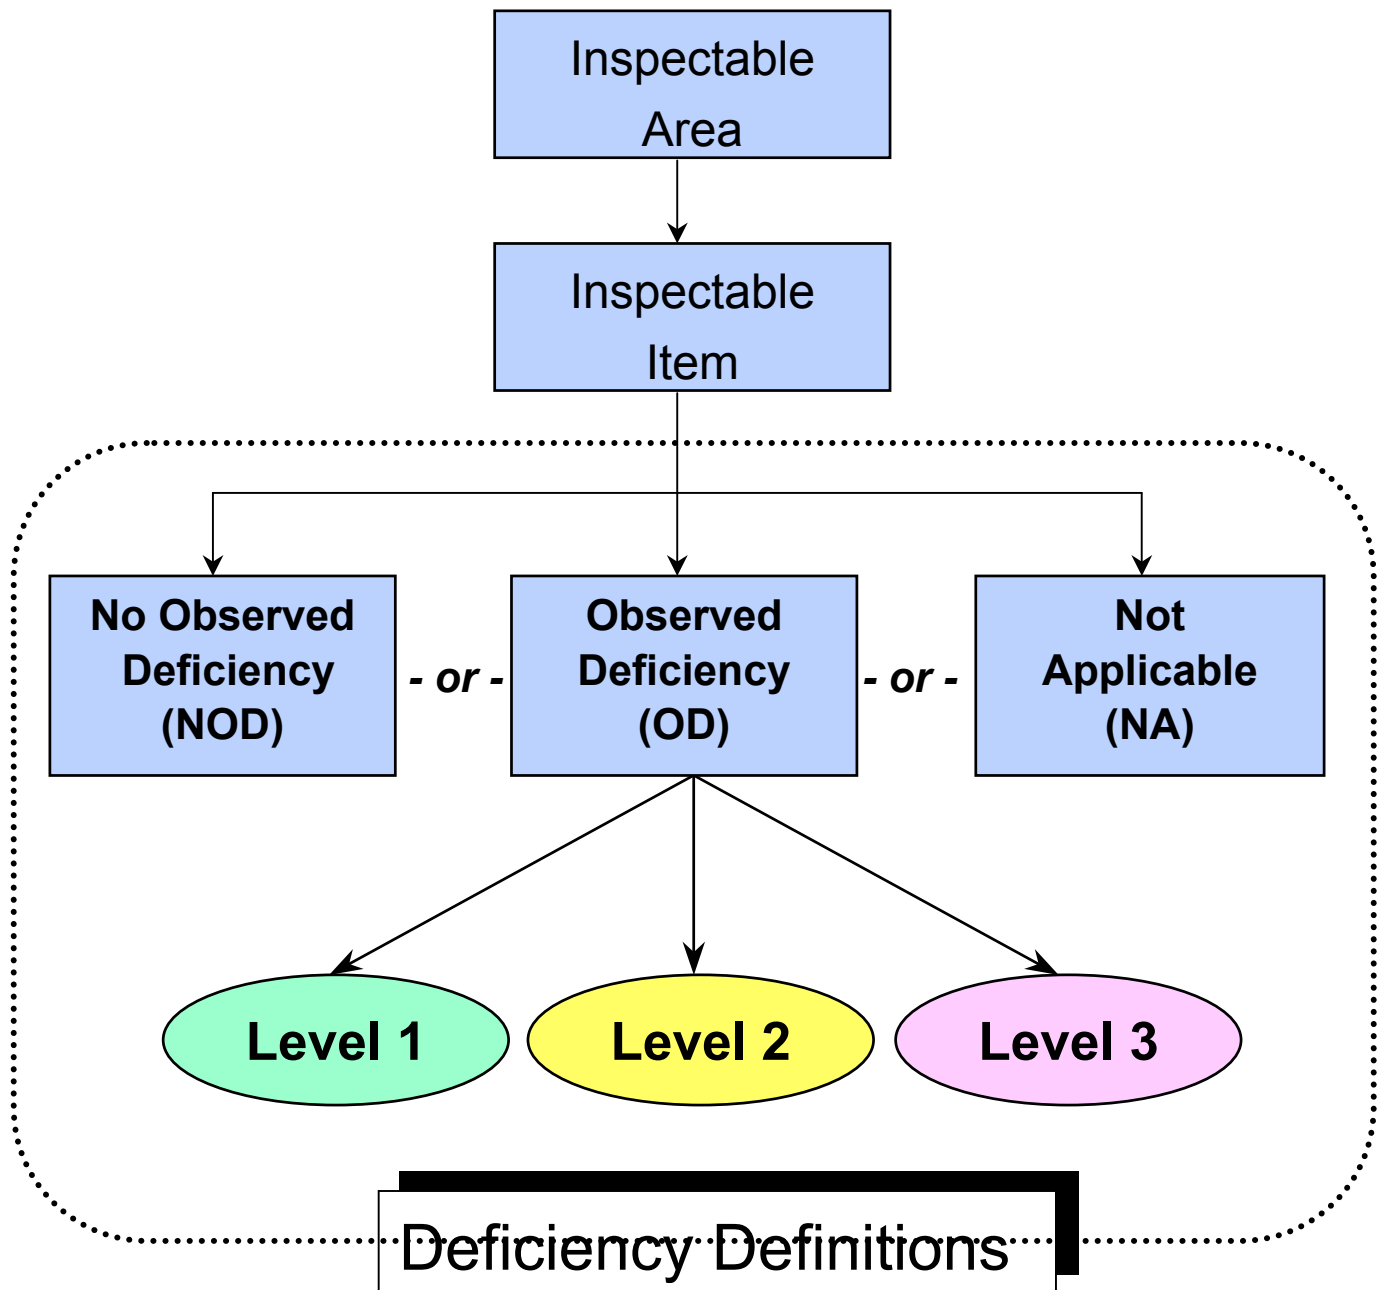 Inspectable
Area
Inspectable
Item
No Observed
Deficiency
(NOD)
- or -
Observed
Deficiency
(OD)
- or -
Not
Applicable
(NA)
Level 1
Level 2
Level 3
Deficiency Definitions